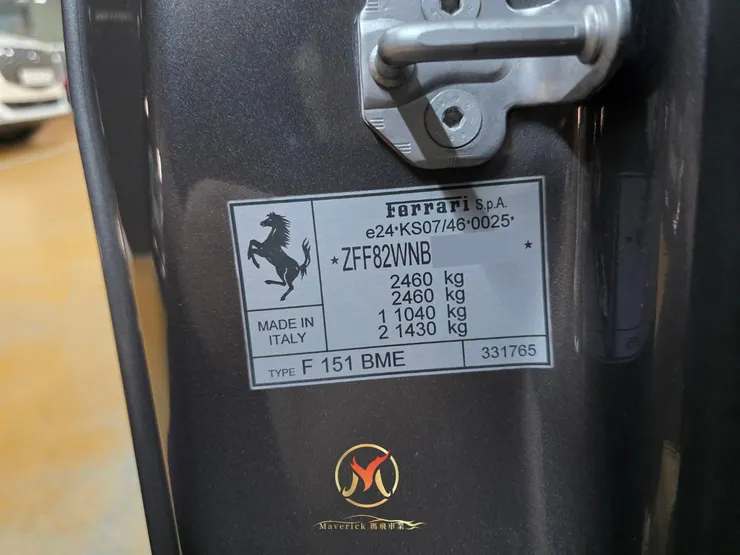 Ferrari S.p.A.
e24*KS07/46*0025*
*ZFF82WNB
2460 kg
2460 kg
1 1040 kg
2 1430 kg
MADE IN
ITALY
TYPE F 151 BME
331765
Maverick 瑪飛車業